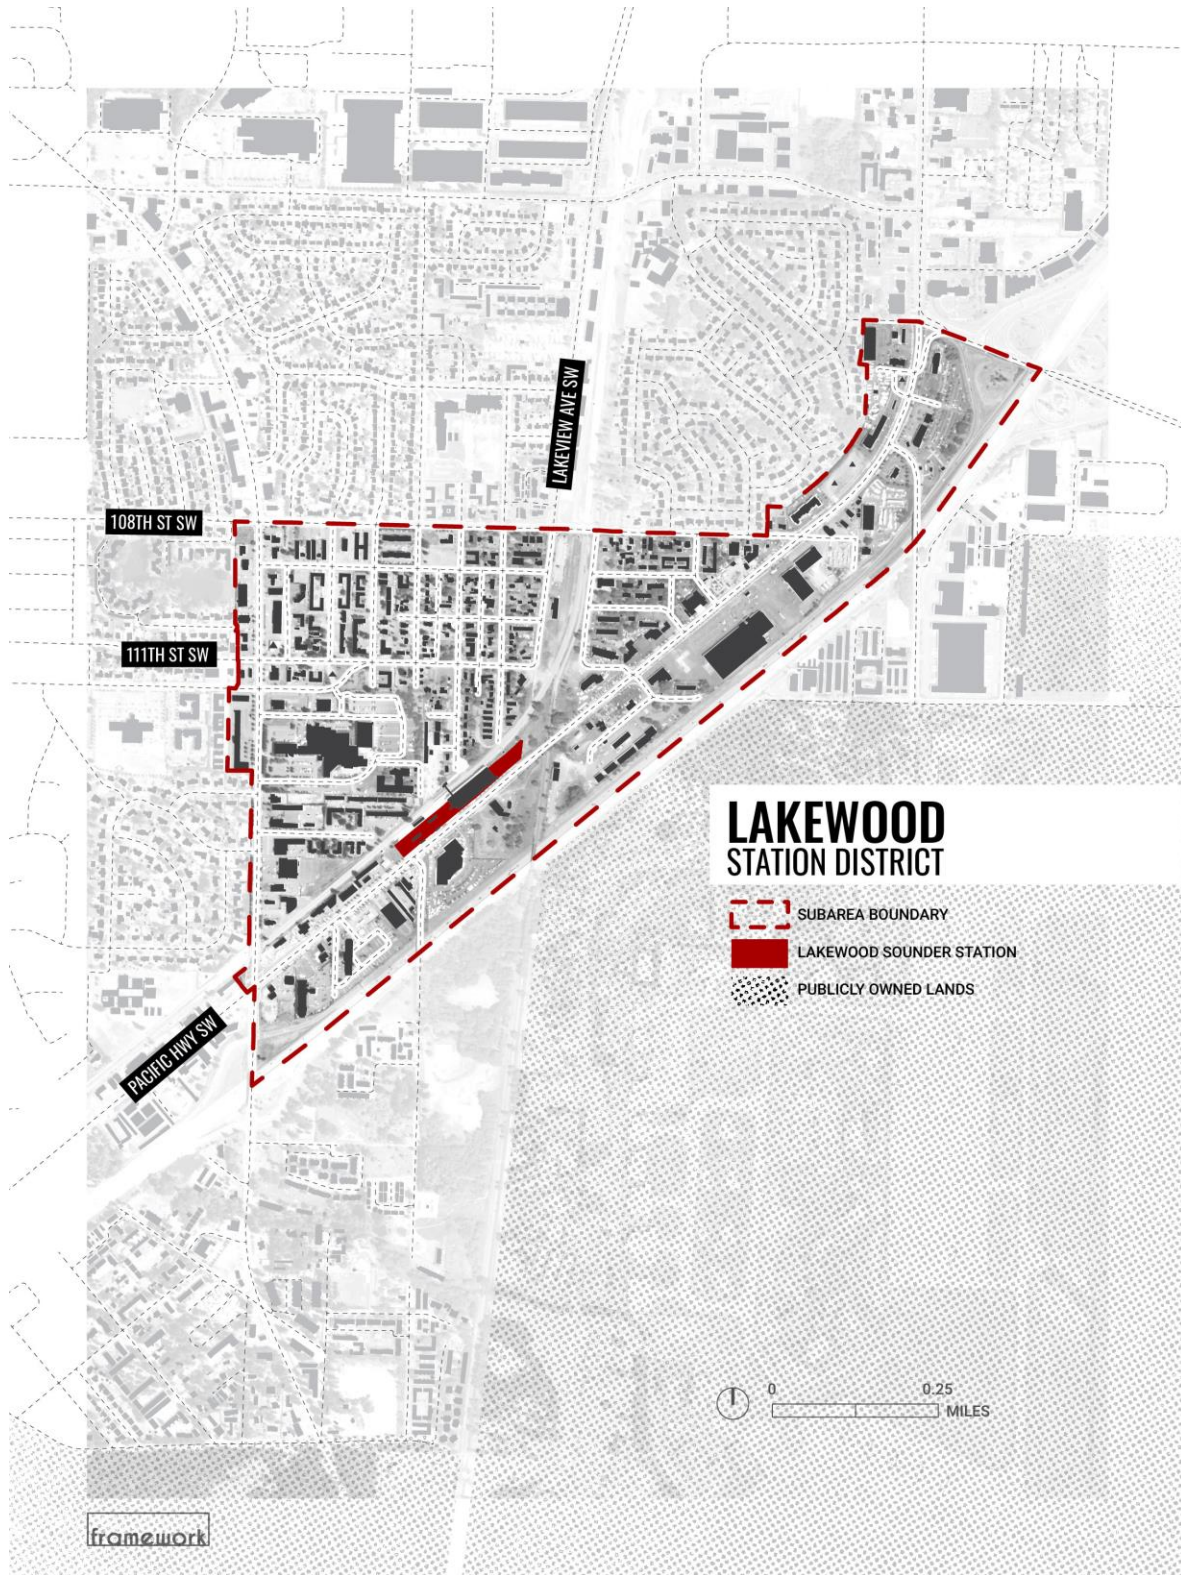 LAKEVIEW AVE SW
108TH ST SW
111TH ST SW
LAKEWOOD
STATION DISTRICT
SUBAREA BOUNDARY
LAKEWOOD SOUNDER STATION
PUBLICLY OWNED LANDS
PACIFIC HWY SW
0 0.25
MILES
framework